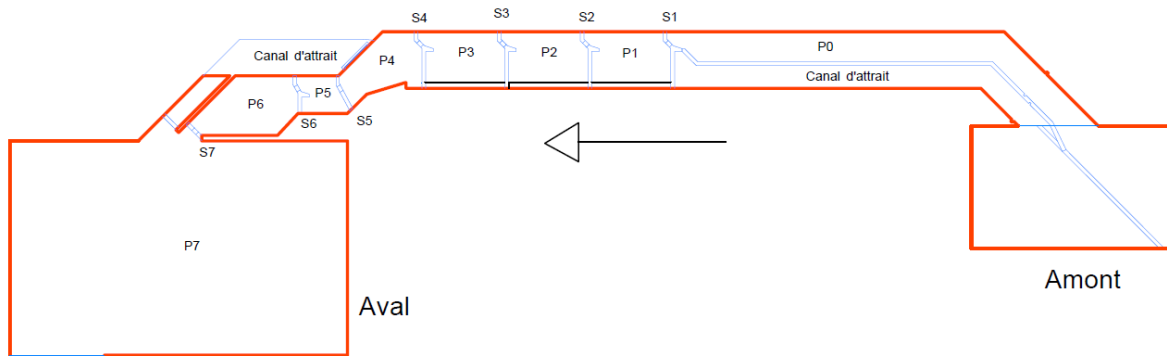 S4
S3
S2
S1
Canal d'attrait
P4
P3
P2
P1
P0
Canal d'attrait
P5
P6
S5
S6
S7
P7
Aval
Amont